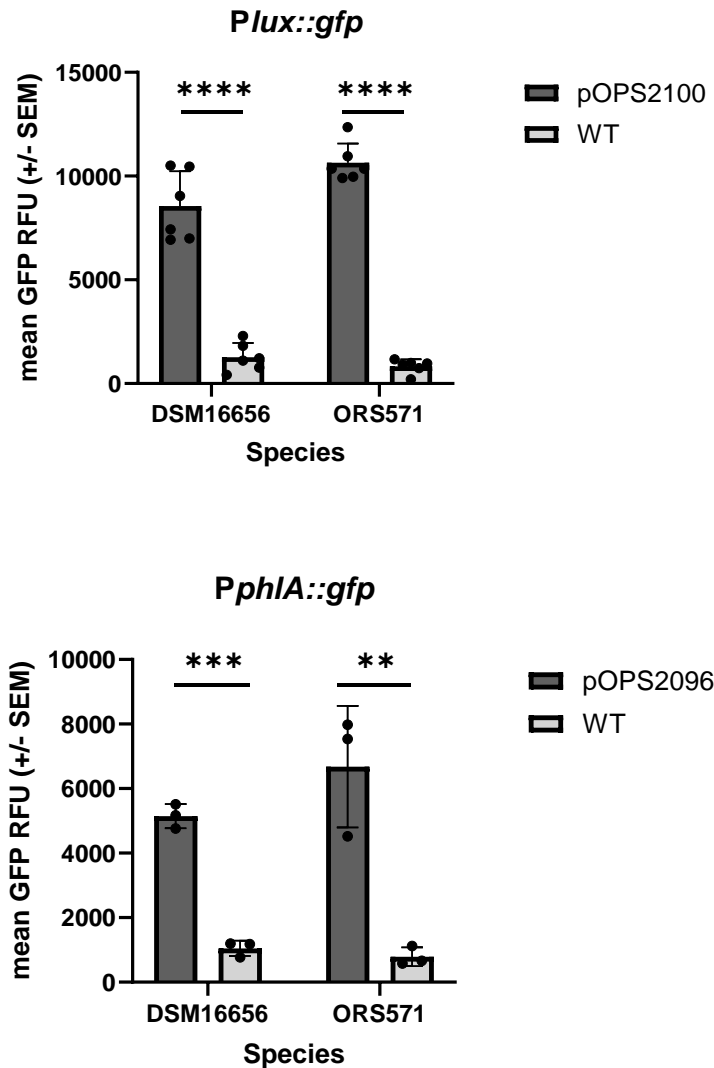 Plux::gfp
mean GFP RFU (+/- SEM)
15000
10000
5000
0
**** ****
DSM16656 ORS571
Species
pOPS2100
WT
PphlA::gfp
mean GFP RFU (+/- SEM)
10000
8000
6000
4000
2000
0
*** **
DSM16656 ORS571
Species
pOPS2096
WT